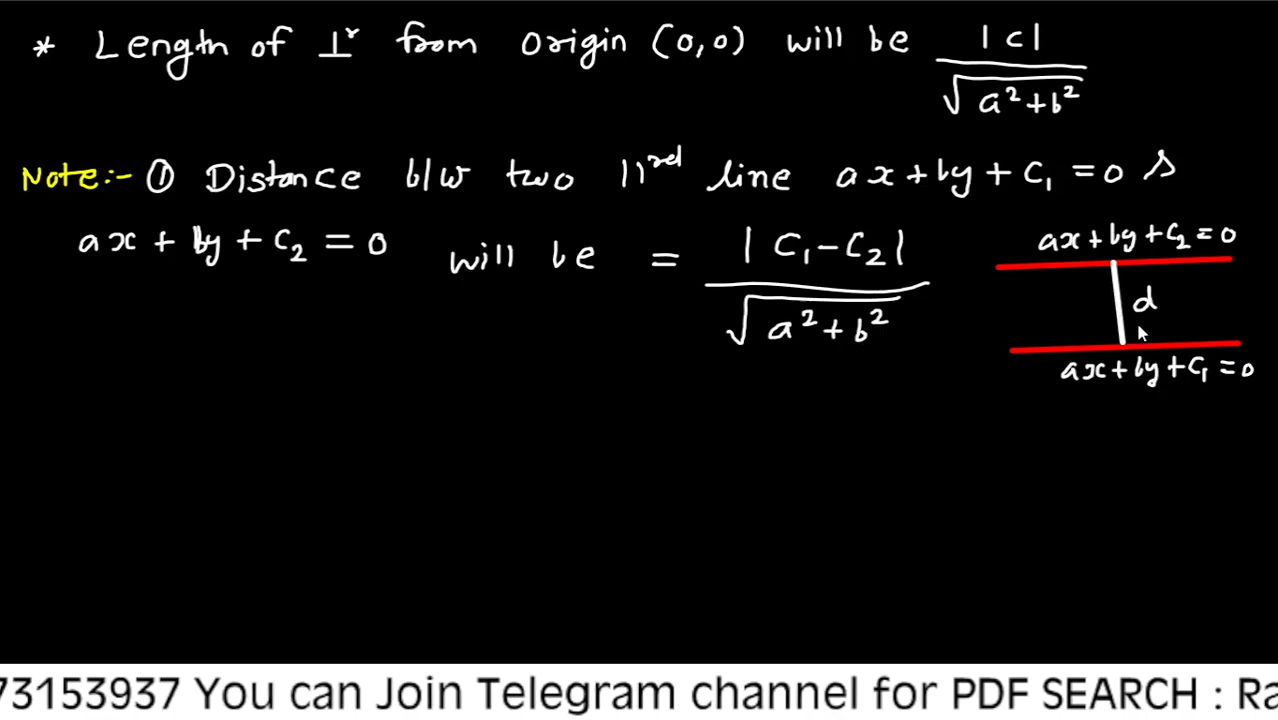 * Length of ⊥ʳ from origin (0,0) will be |c| / √(a²+b²)
Note:- ① Distance b/w two ||ʳᵉˡ line ax+by+C₁=0 &
ax+by+C₂=0 will be = |C₁-C₂| / √(a²+b²)
ax+by+C₂=0
d
ax+by+C₁=0
73153937 You can Join Telegram channel for PDF SEARCH : Ra